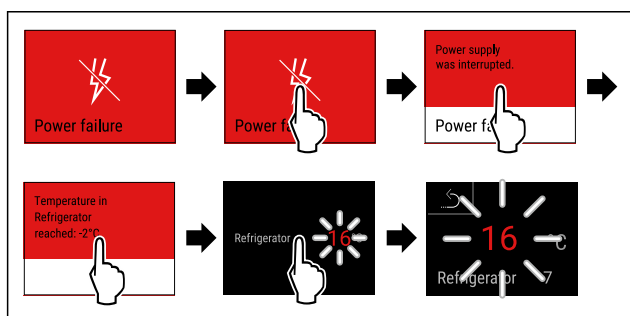 Power failure
Power fa
Power supply
was interrupted.
Power fa
Temperature in
Refrigerator
reached: -2°C
Refrigerator 16
16 °C
Refrigerator 7